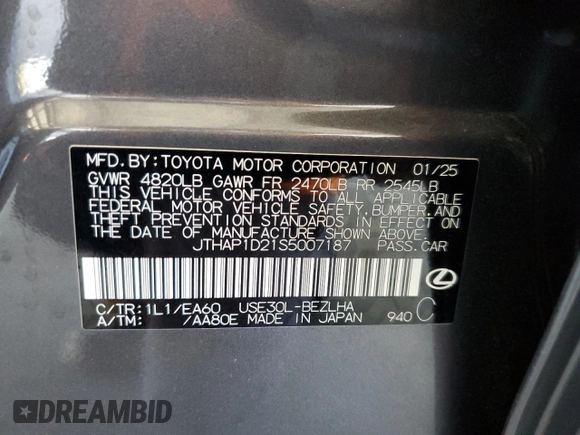 MFD. BY: TOYOTA MOTOR CORPORATION 01/25
GVWR 4820LB GAWR FR 2470LB RR 2545LB
THIS VEHICLE CONFORMS TO ALL APPLICABLE
FEDERAL MOTOR VEHICLE SAFETY, BUMPER, AND
THEFT PREVENTION STANDARDS IN EFFECT ON
THE DATE OF MANUFACTURE SHOWN ABOVE.
JTHAP1D21S5007187 PASS. CAR
C/TR: 1L1/EA60 USE30L-BEZLHA
A/TM: /AA80E MADE IN JAPAN 940 C
DREAMBID